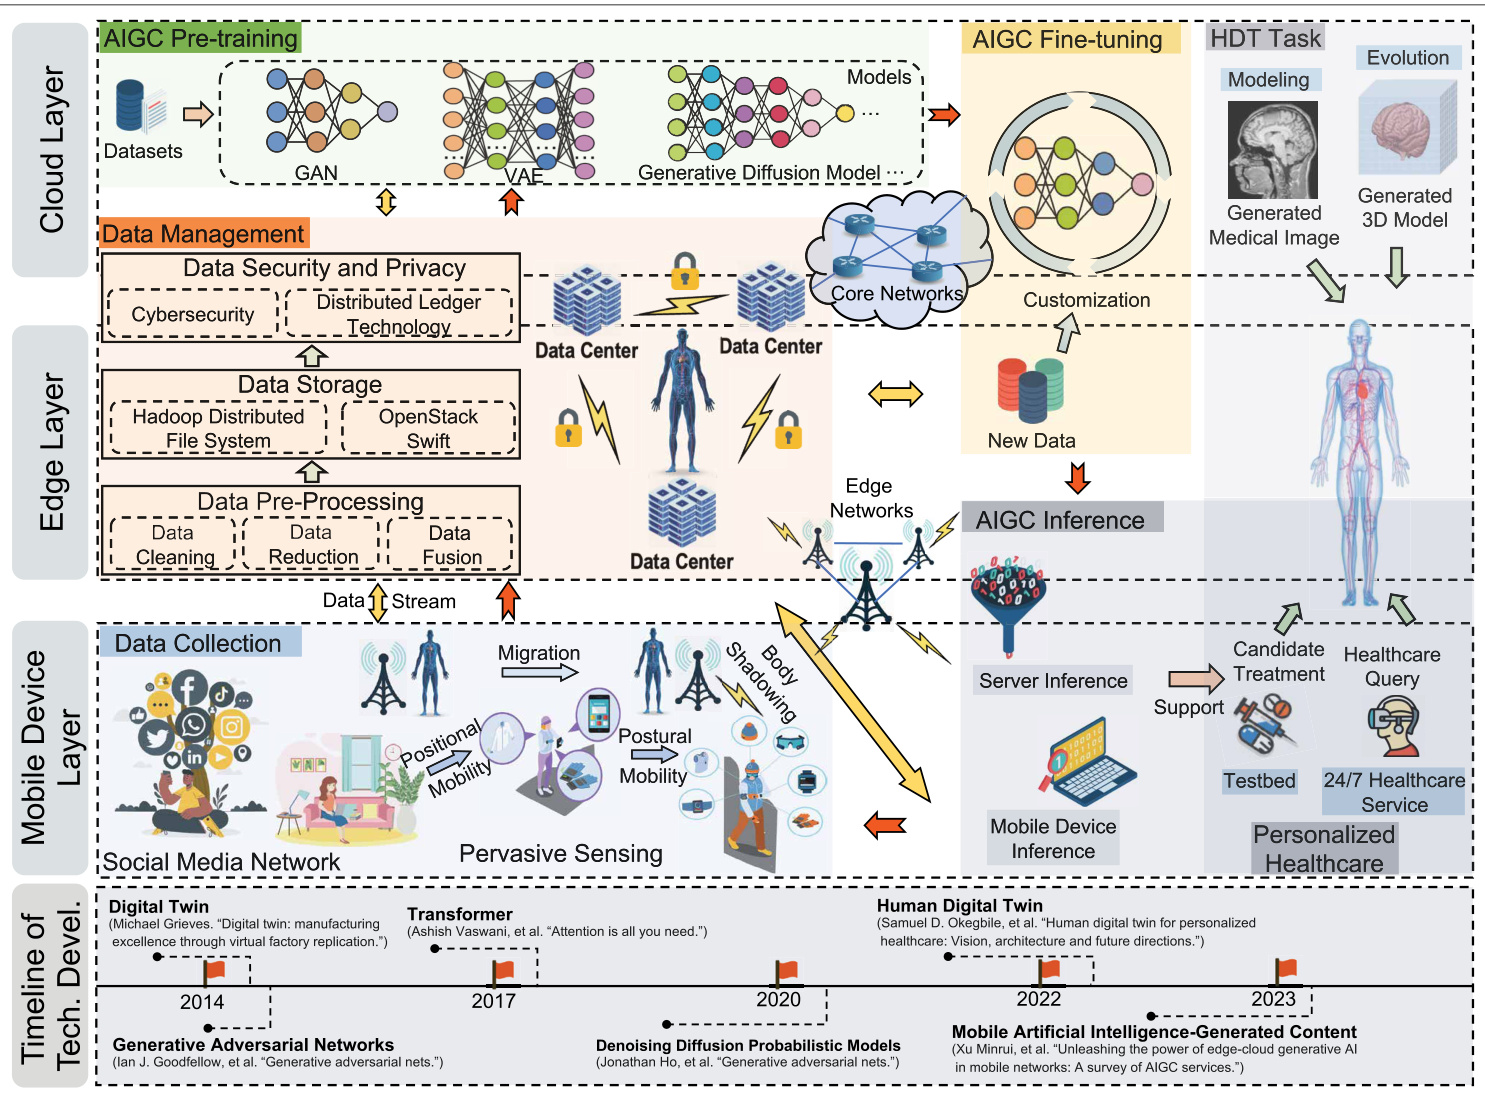 Cloud Layer
AIGC Pre-training
Datasets
GAN
VAE
Generative Diffusion Model ...
Models
...
...
...
AIGC Fine-tuning
Customization
New Data
HDT Task
Modeling
Generated
Medical Image
Evolution
Generated
3D Model
Data Management
Data Security and Privacy
Cybersecurity
Distributed Ledger
Technology
Data Center
Data Center
Data Center
Core Networks
Edge Layer
Data Storage
Hadoop Distributed
File System
OpenStack
Swift
Data Pre-Processing
Data
Cleaning
Data
Reduction
Data
Fusion
Edge
Networks
AIGC Inference
Server Inference
Mobile Device
Inference
Data Stream
Mobile Device
Layer
Data Collection
Social Media Network
Migration
Positional
Mobility
Postural
Mobility
Body
Shadowing
Pervasive Sensing
Support
Candidate
Treatment
Testbed
Healthcare
Query
24/7 Healthcare
Service
Personalized
Healthcare
Timeline of
Tech. Devel.
Digital Twin
(Michael Grieves. “Digital twin: manufacturing
excellence through virtual factory replication.”)
Transformer
(Ashish Vaswani, et al. “Attention is all you need.”)
Human Digital Twin
(Samuel D. Okegbile, et al. “Human digital twin for personalized
healthcare: Vision, architecture and future directions.”)
2014
2017
2020
2022
2023
Generative Adversarial Networks
(Ian J. Goodfellow, et al. “Generative adversarial nets.”)
Denoising Diffusion Probabilistic Models
(Jonathan Ho, et al. “Generative adversarial nets.”)
Mobile Artificial Intelligence-Generated Content
(Xu Minrui, et al. “Unleashing the power of edge-cloud generative AI
in mobile networks: A survey of AIGC services.”)